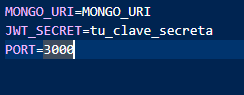 MONGO_URI=MONGO_URI
JWT_SECRET=tu_clave_secreta
PORT=3000